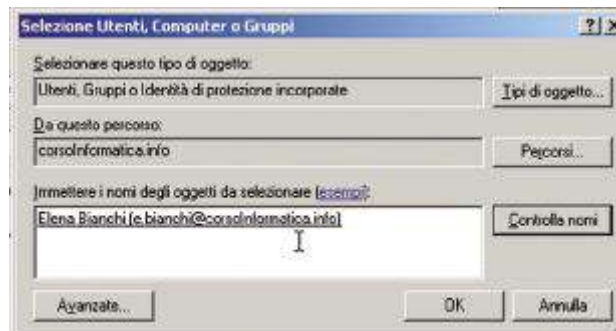 Selezione Utenti, Computer o Gruppi
Selezionare questo tipo di oggetto:
Utenti, Gruppi o Identità di protezione incorporate
Tipi di oggetto...
Da questo percorso:
corsoInformatica.info
Percorsi...
Immettere i nomi degli oggetti da selezionare (esempi):
Elena Bianchi (e.bianchi@corsoInformatica.info)
Controlla nomi
Avanzate...
OK
Annulla